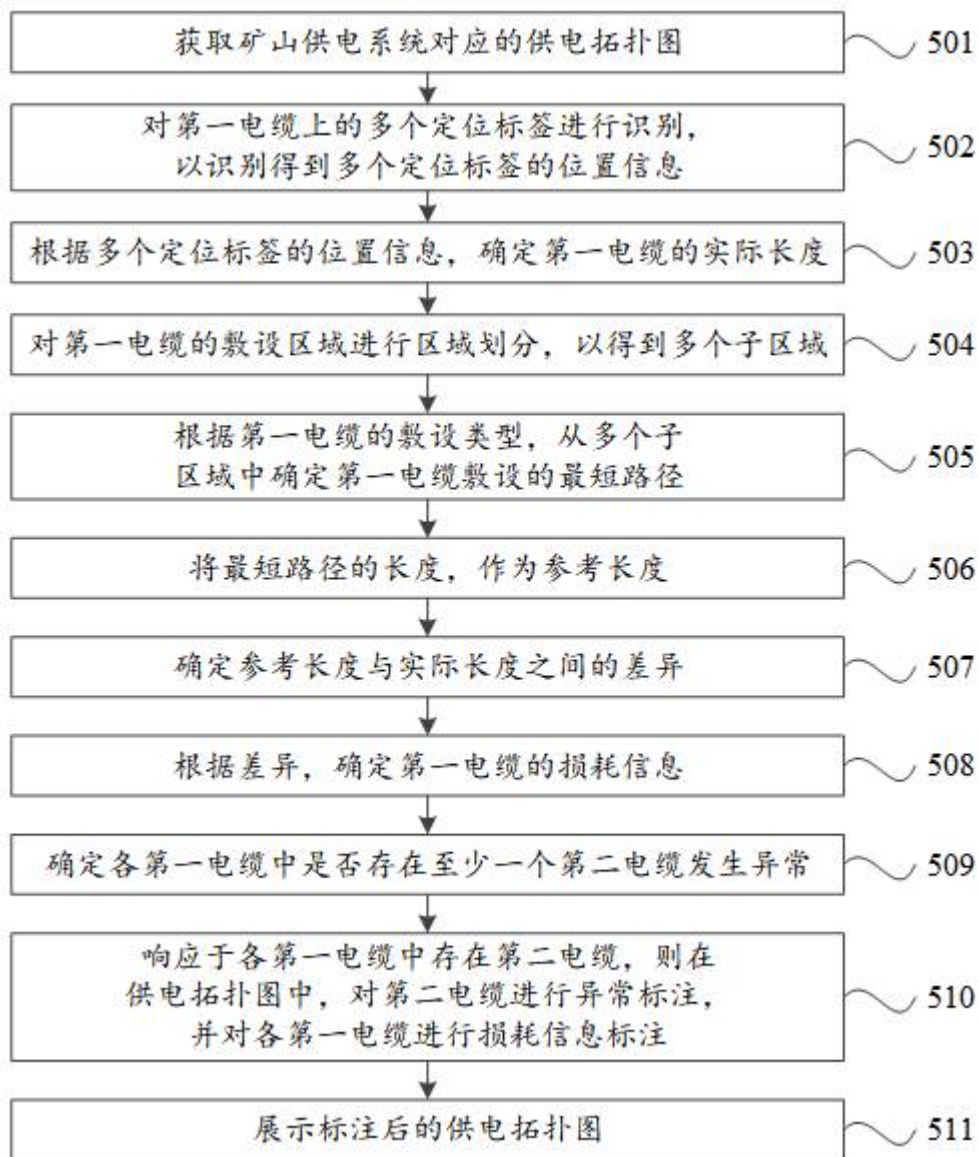 获取矿山供电系统对应的供电拓扑图
501
对第一电缆上的多个定位标签进行识别，
以识别得到多个定位标签的位置信息
502
根据多个定位标签的位置信息，确定第一电缆的实际长度
503
对第一电缆的敷设区域进行区域划分，以得到多个子区域
504
根据第一电缆的敷设类型，从多个子
区域中确定第一电缆敷设的最短路径
505
将最短路径的长度，作为参考长度
506
确定参考长度与实际长度之间的差异
507
根据差异，确定第一电缆的损耗信息
508
确定各第一电缆中是否存在至少一个第二电缆发生异常
509
响应于各第一电缆中存在第二电缆，则在
供电拓扑图中，对第二电缆进行异常标注，
并对各第一电缆进行损耗信息标注
510
展示标注后的供电拓扑图
511